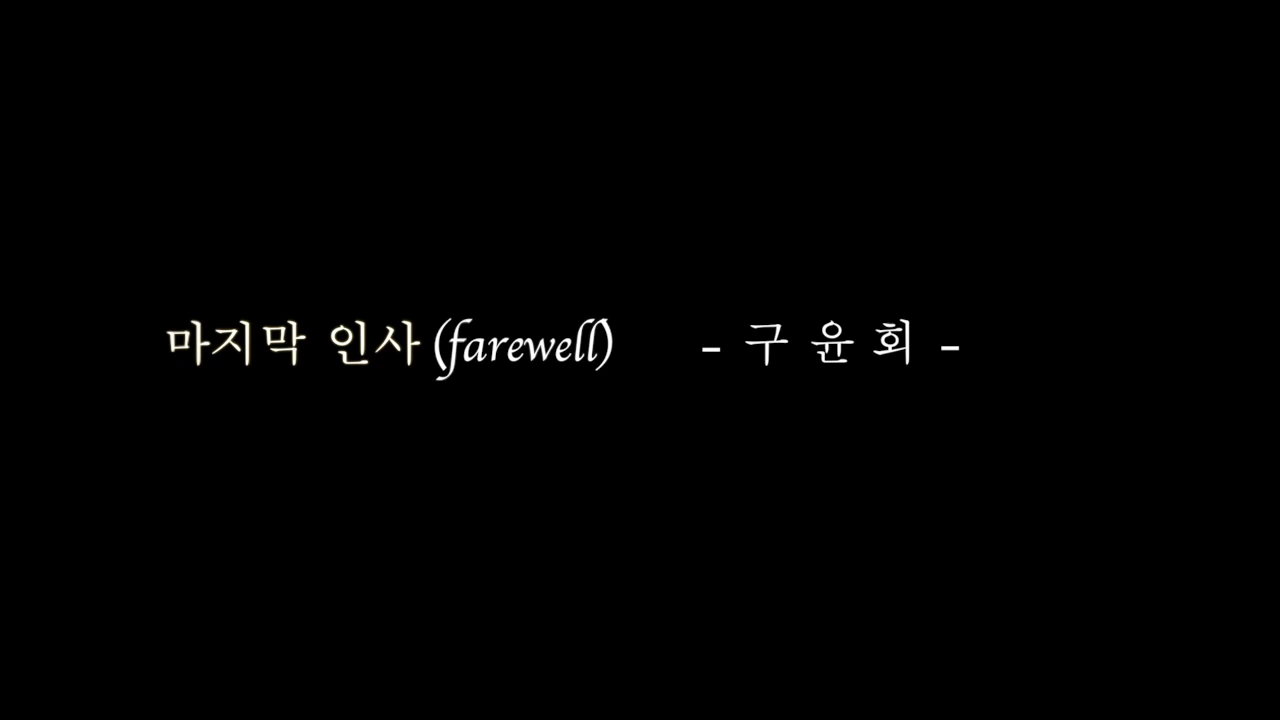 마지막 인사 (farewell) - 구 윤 회 -